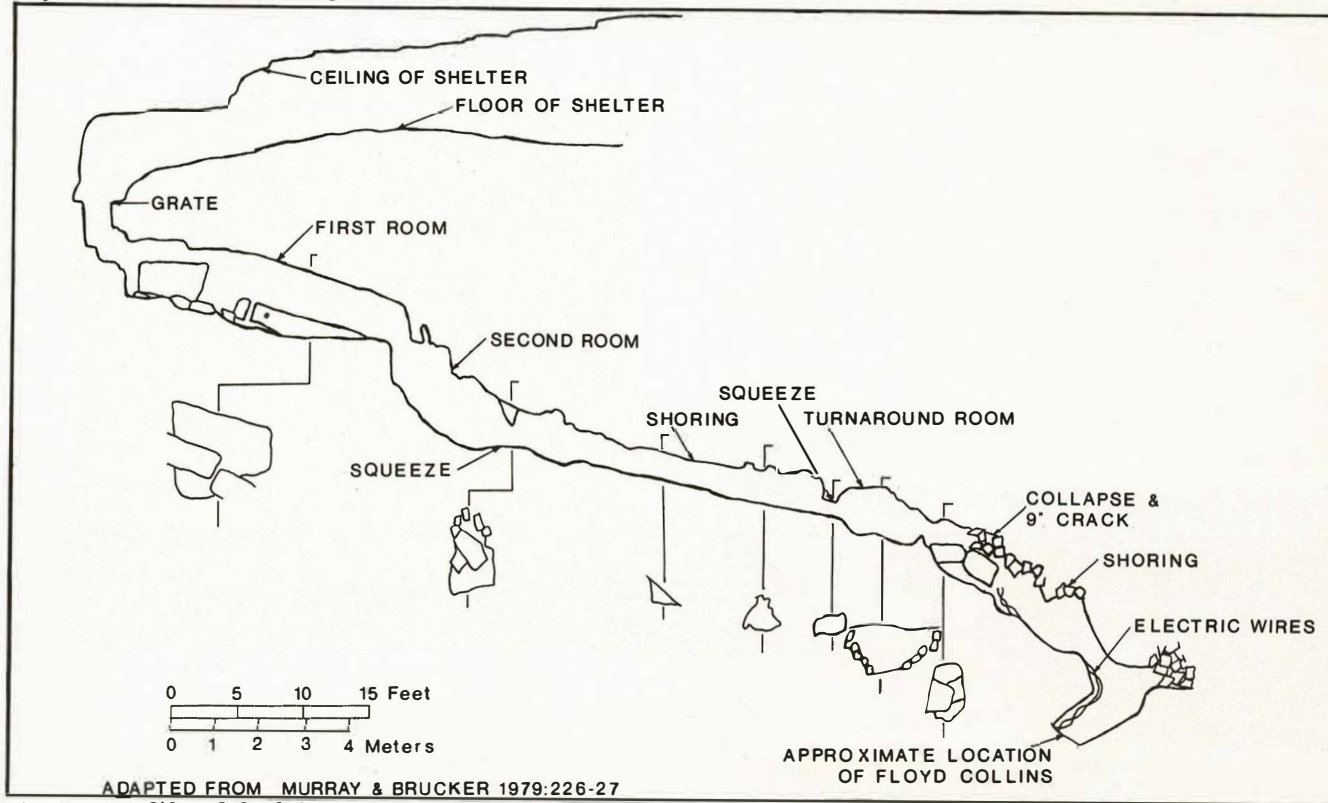 CEILING OF SHELTER
FLOOR OF SHELTER
GRATE
FIRST ROOM
SECOND ROOM
SQUEEZE
SHORING
TURNAROUND ROOM
SQUEEZE
COLLAPSE &
9" CRACK
SHORING
ELECTRIC WIRES
0 5 10 15 Feet
0 1 2 3 4 Meters
APPROXIMATE LOCATION
OF FLOYD COLLINS
ADAPTED FROM MURRAY & BRUCKER 1979:226-27